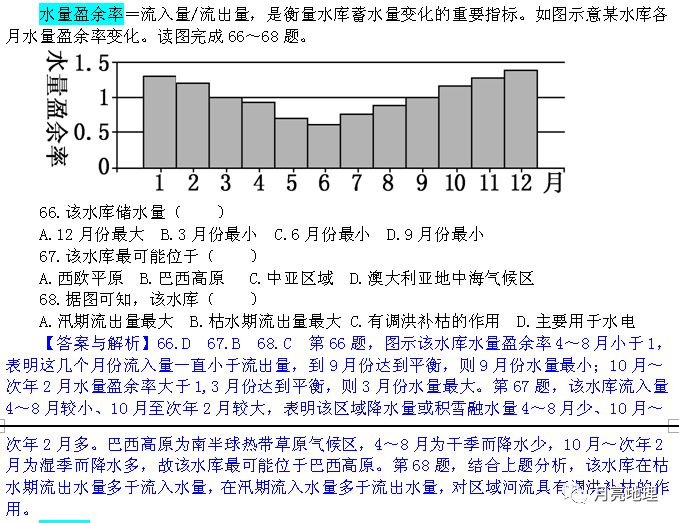 水量盈余率＝流入量/流出量，是衡量水库蓄水量变化的重要指标。如图示意某水库各
月水量盈余率变化。读图完成66～68题。
水量盈余率
1.5
1
0.5
0
1 2 3 4 5 6 7 8 9 10 11 12 月
66.该水库储水量（　　）
A.12月份最大 B.3月份最小 C.6月份最小 D.9月份最小
67.该水库最可能位于（　　）
A.西欧平原 B.巴西高原 C.中亚区域 D.澳大利亚地中海气候区
68.据图可知，该水库（　　）
A.汛期流出量最大 B.枯水期流出量最大 C.有调洪补枯的作用 D.主要用于水电
【答案与解析】66.D 67.B 68.C 第66题，图示该水库水量盈余率4～8月小于1，
表明这几个月份流入量一直小于流出量，到9月份达到平衡，则9月份水量最小；10月～
次年2月水量盈余率大于1,3月份达到平衡，则3月份水量最大。第67题，该水库流入量
4～8月较小、10月至次年2月较大，表明该区域降水量或积雪融水量4～8月少、10月～
次年2月多。巴西高原为南半球热带草原气候区，4～8月为干季而降水少，10月～次年2
月为湿季而降水多，故该水库最可能位于巴西高原。第68题，结合上题分析，该水库在枯
水期流出水量多于流入水量，在汛期流入水量多于流出水量，对区域河流具有调洪补枯的作
用。
月亮地理